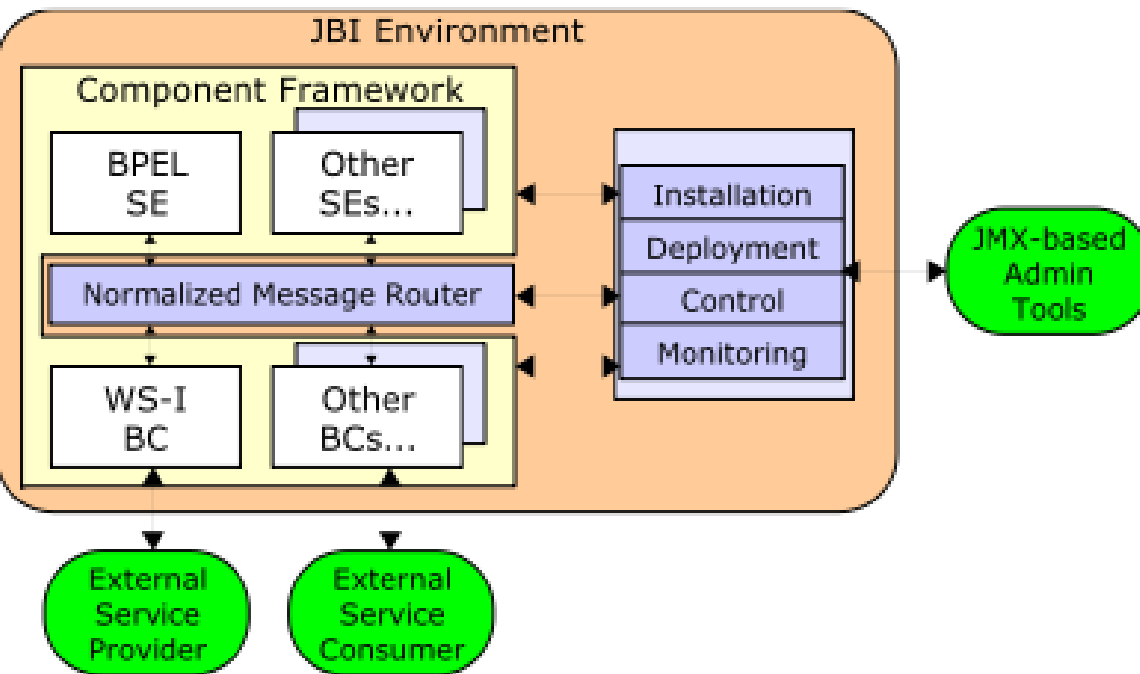 JBI Environment
Component Framework
BPEL
SE
Other
SEs...
Normalized Message Router
WS-I
BC
Other
BCs...
Installation
Deployment
Control
Monitoring
JMX-based
Admin
Tools
External
Service
Provider
External
Service
Consumer